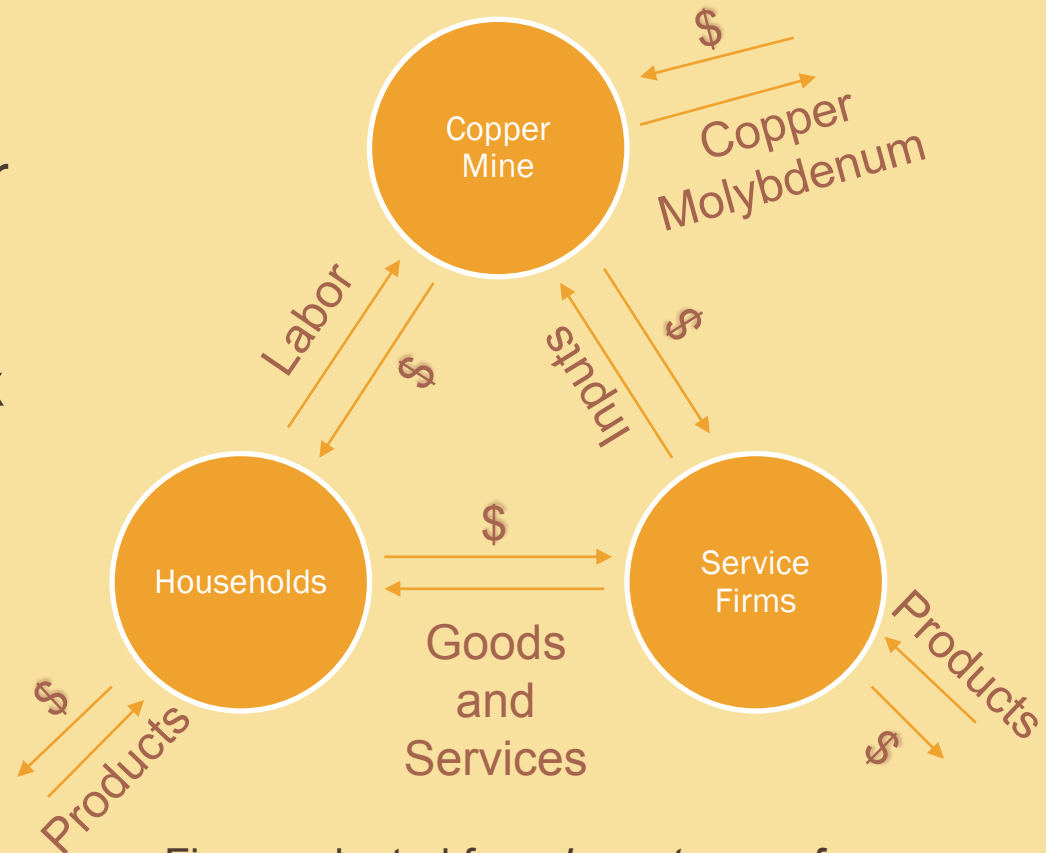 $
Copper
Mine
Copper
Molybdenum
Labor
$
Inputs
$
$
Households
Service
Firms
Goods
and
Services
Products
$
$
Products